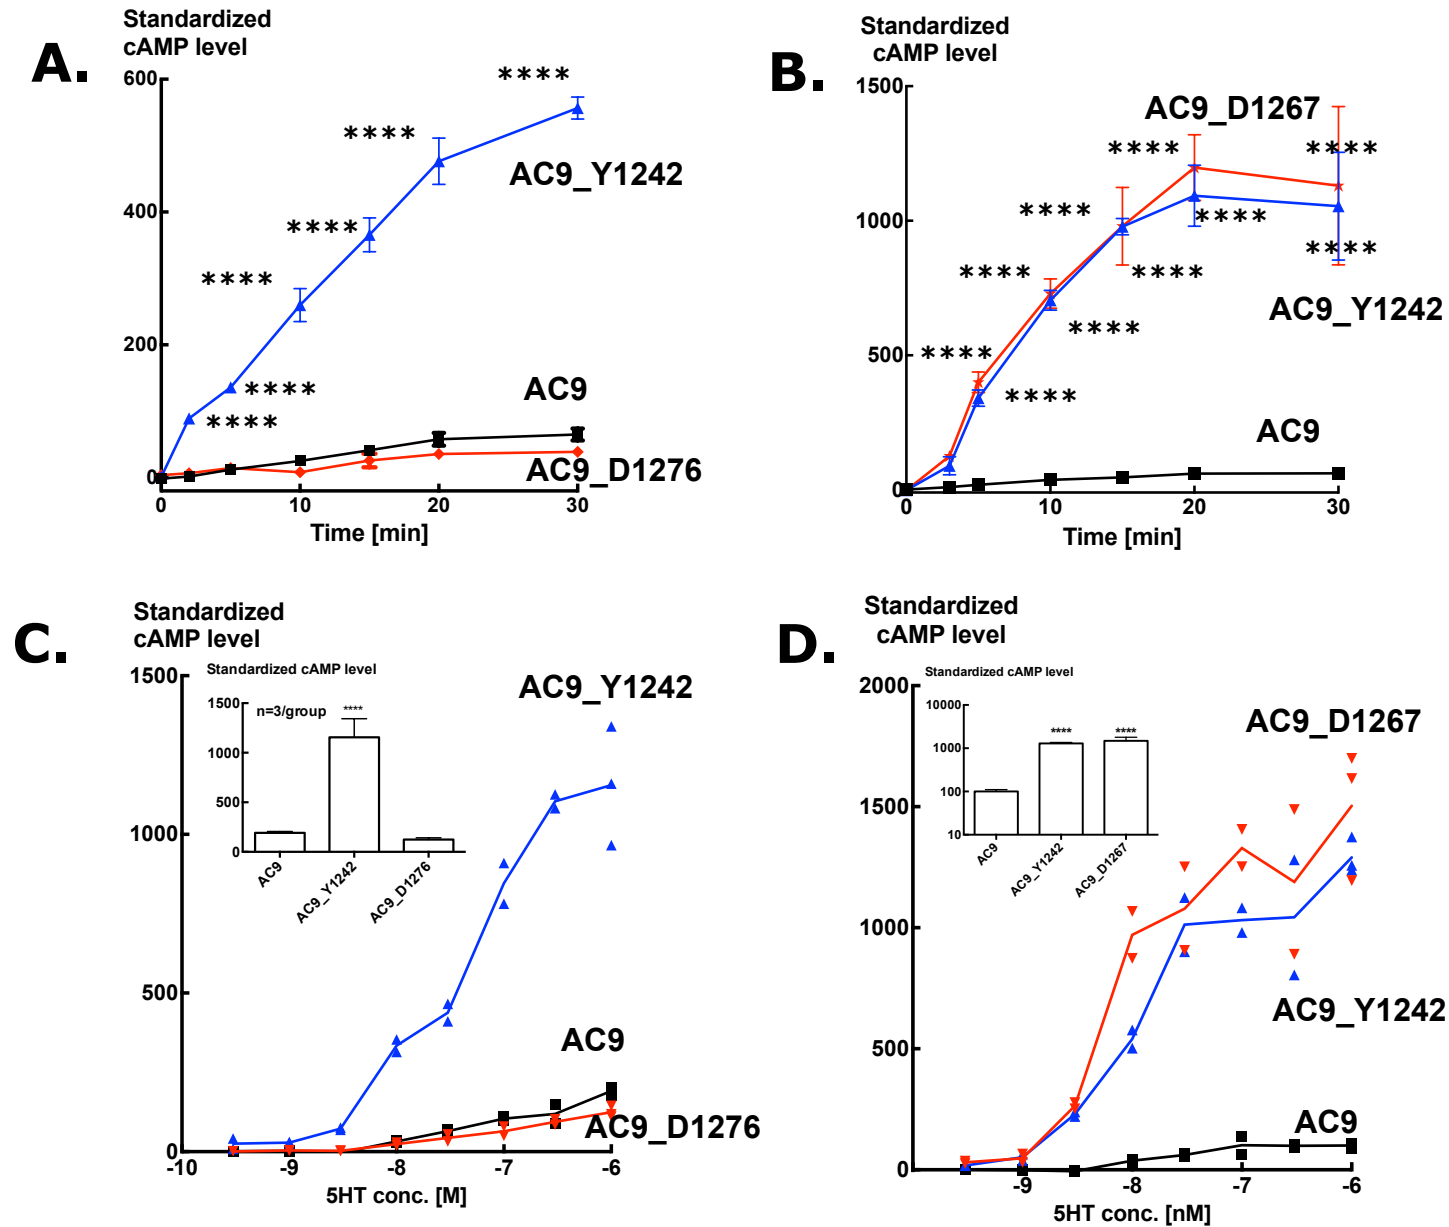 A.
Standardized
cAMP level
600
400
200
0
****
****
****
****
****
****
AC9_Y1242
AC9
AC9_D1276
0
10
20
30
Time [min]
B.
Standardized
cAMP level
1500
1000
500
0
AC9_D1267
****
****
****
****
****
****
****
****
****
****
AC9_Y1242
AC9
0
10
20
30
Time [min]
C.
Standardized
cAMP level
1500
1000
500
0
Standardized cAMP level
1500
1000
500
0
n=3/group
****
AC9
AC9_Y1242
AC9_D1276
AC9_Y1242
AC9
AC9_D1276
-10
-9
-8
-7
-6
5HT conc. [M]
D.
Standardized
cAMP level
2000
1500
1000
500
0
Standardized cAMP level
10000
1000
100
10
****
****
AC9
AC9_Y1242
AC9_D1267
AC9_D1267
AC9_Y1242
AC9
-9
-8
-7
-6
5HT conc. [nM]